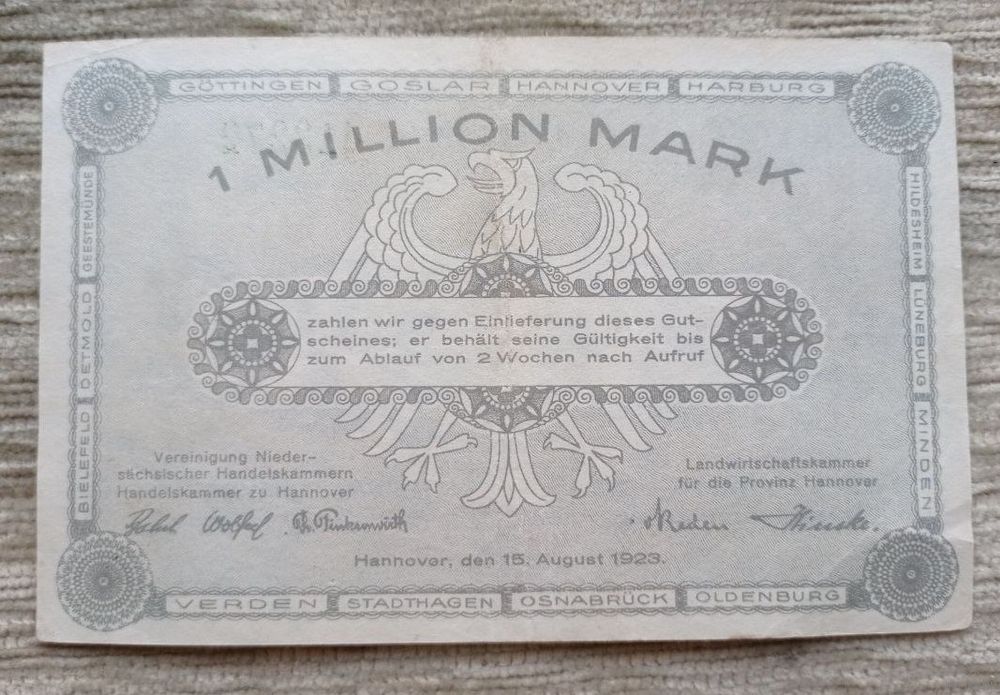 GÖTTINGEN GOSLAR HANNOVER HARBURG
1 MILLION MARK
GEESTEMÜNDE
DETMOLD
BIELEFELD
HILDESHEIM
LÜNEBURG
MINDEN
zahlen wir gegen Einlieferung dieses Gut-
scheines; er behält seine Gültigkeit bis
zum Ablauf von 2 Wochen nach Aufruf
Vereinigung Nieder-
sächsischer Handelskammern
Handelskammer zu Hannover
Landwirtschaftskammer
für die Provinz Hannover
Hannover, den 15. August 1923.
VERDEN STADTHAGEN OSNABRÜCK OLDENBURG